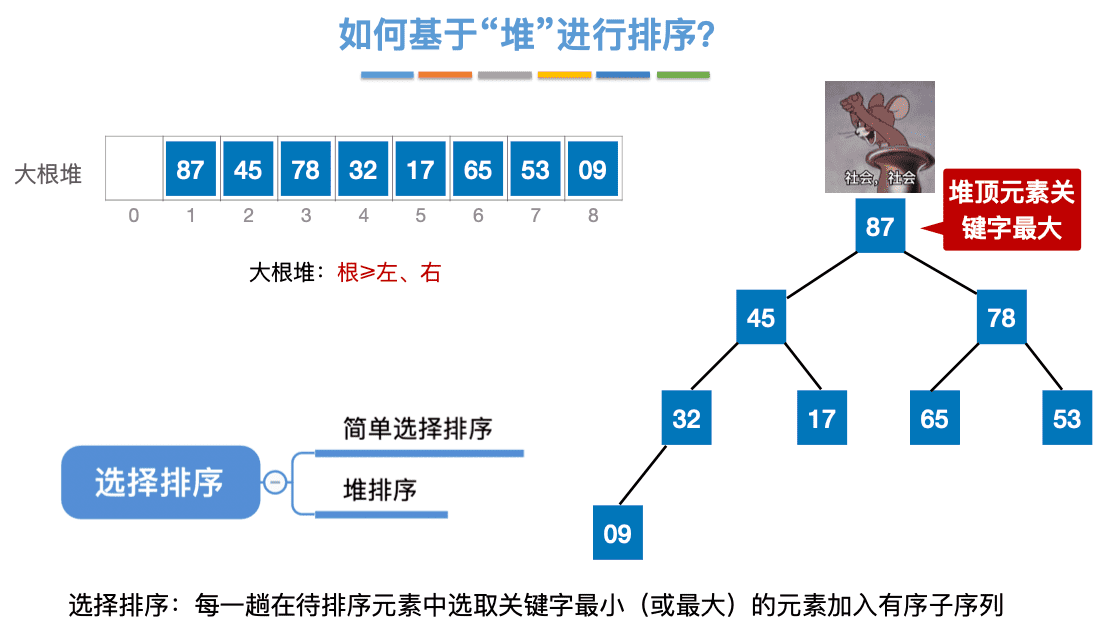 如何基于“堆”进行排序?
大根堆
87 45 78 32 17 65 53 09
0 1 2 3 4 5 6 7 8
大根堆：根≥左、右
社会，社会
堆顶元素关
键字最大
87
45 78
32 17 65 53
09
选择排序
简单选择排序
堆排序
选择排序：每一趟在待排序元素中选取关键字最小（或最大）的元素加入有序子序列